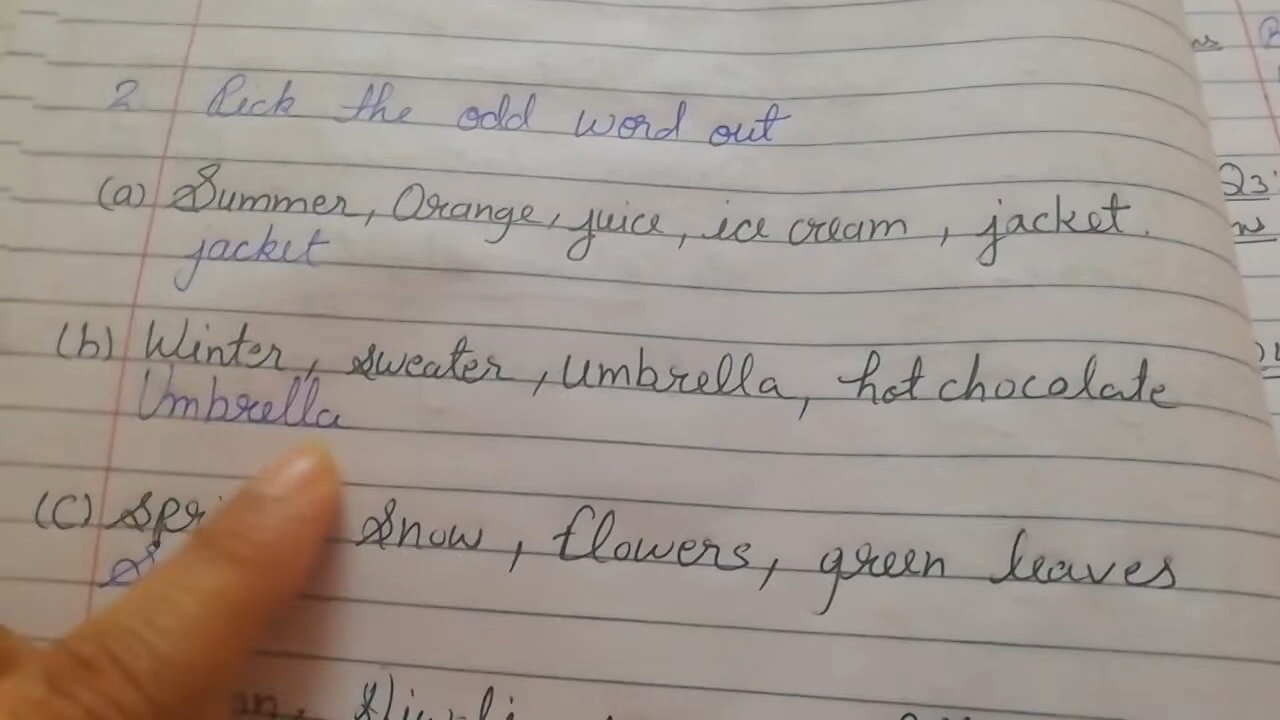 2 Pick the odd word out
(a) Summer, Orange, juice, ice cream, jacket.
jacket
(b) Winter, sweater, Umbrella, hot chocolate
Umbrella
(c) Snow, flowers, green leaves
Q3